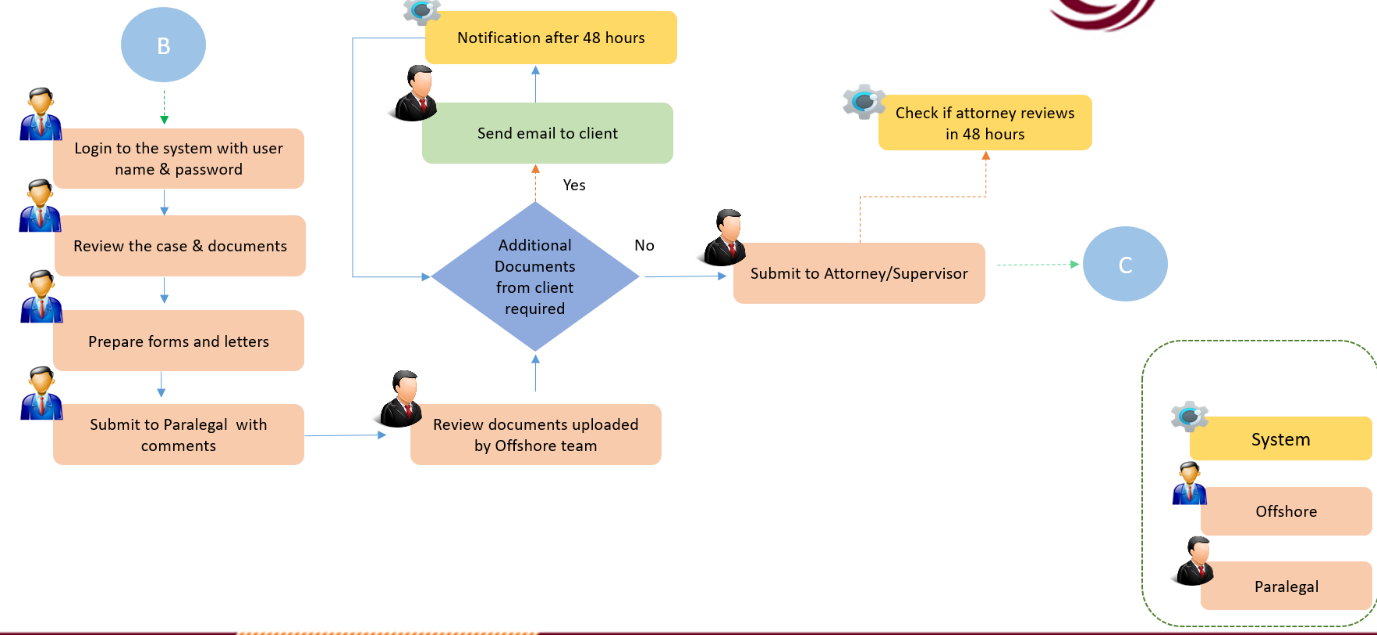 B
Login to the system with user
name & password
Review the case & documents
Prepare forms and letters
Submit to Paralegal with
comments
Notification after 48 hours
Send email to client
Yes
Additional
Documents
from client
required
No
Review documents uploaded
by Offshore team
Check if attorney reviews
in 48 hours
Submit to Attorney/Supervisor
C
System
Offshore
Paralegal